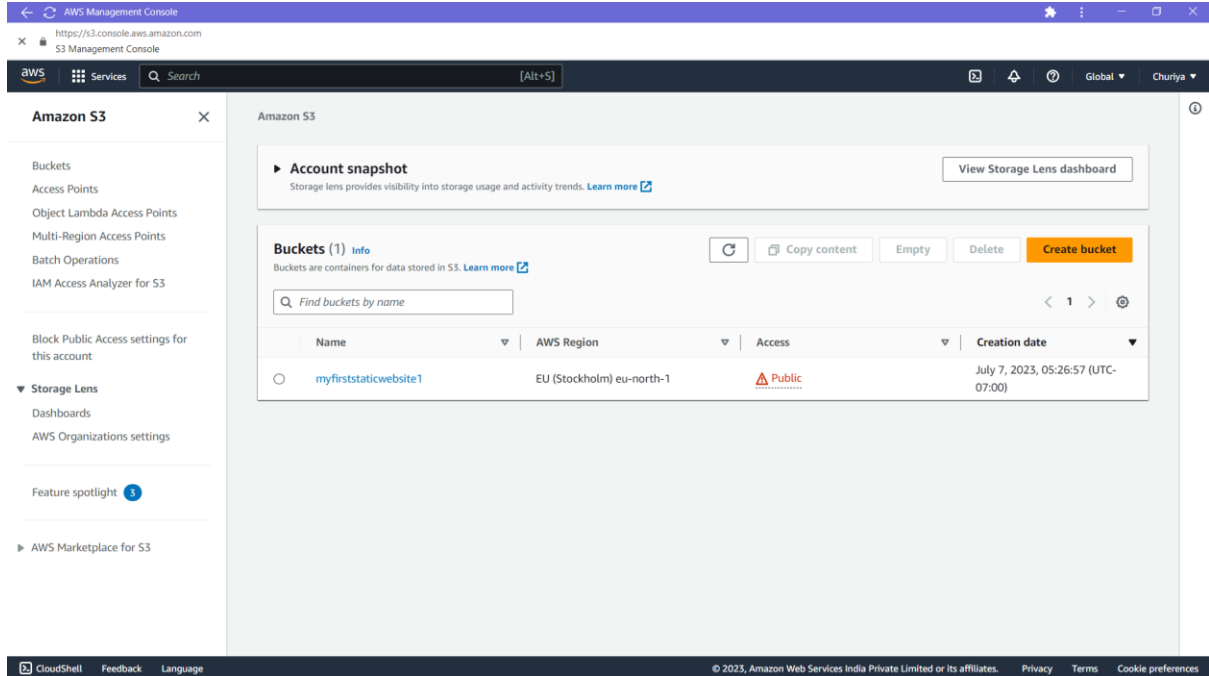 AWS Management Console
https://s3.console.aws.amazon.com
S3 Management Console
aws Services Search [Alt+S] Global Churiya
Amazon S3
Buckets
Access Points
Object Lambda Access Points
Multi-Region Access Points
Batch Operations
IAM Access Analyzer for S3
Block Public Access settings for
this account
Storage Lens
Dashboards
AWS Organizations settings
Feature spotlight 3
AWS Marketplace for S3
Amazon S3
Account snapshot
Storage lens provides visibility into storage usage and activity trends. Learn more
View Storage Lens dashboard
Buckets (1) Info
Buckets are containers for data stored in S3. Learn more
Copy content Empty Delete Create bucket
Find buckets by name
1
Name AWS Region Access Creation date
myfirststaticwebsite1 EU (Stockholm) eu-north-1 Public July 7, 2023, 05:26:57 (UTC-
07:00)
CloudShell Feedback Language © 2023, Amazon Web Services India Private Limited or its affiliates. Privacy Terms Cookie preferences